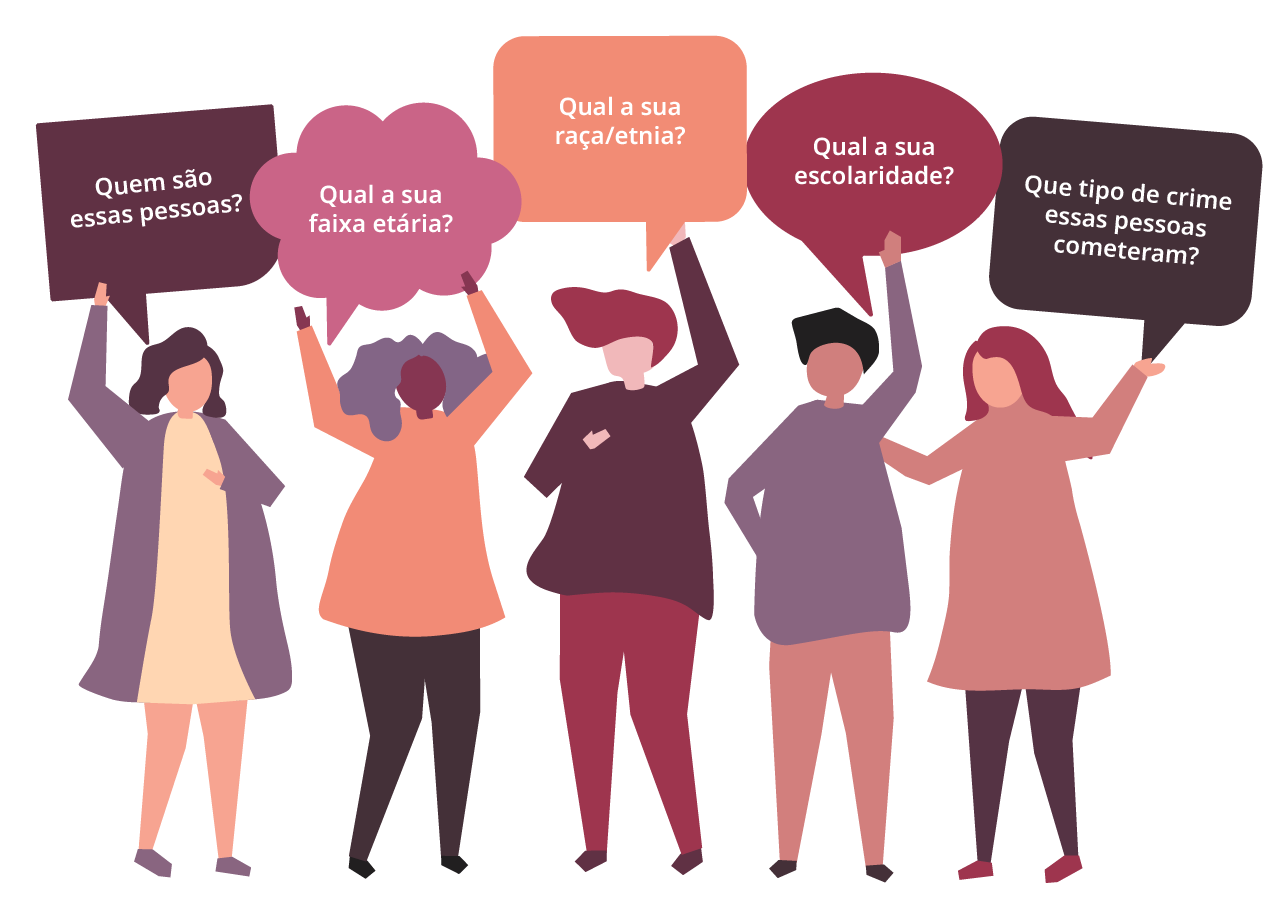 Quem são
essas pessoas?
Qual a sua
faixa etária?
Qual a sua
raça/etnia?
Qual a sua
escolaridade?
Que tipo de crime
essas pessoas
cometeram?